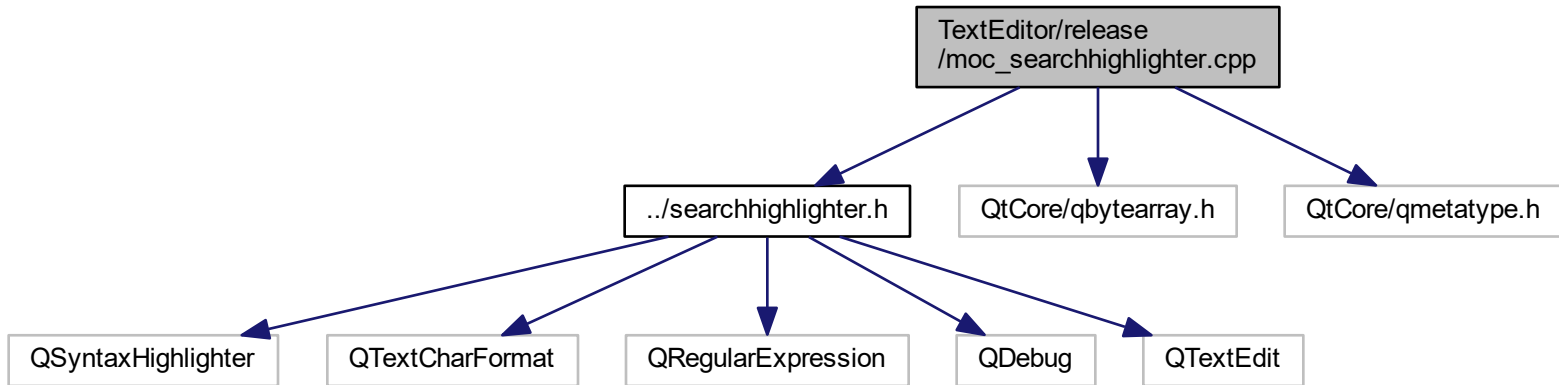 TextEditor/release
/moc_searchhighlighter.cpp
../searchhighlighter.h
QtCore/qbytearray.h
QtCore/qmetatype.h
QSyntaxHighlighter
QTextCharFormat
QRegularExpression
QDebug
QTextEdit